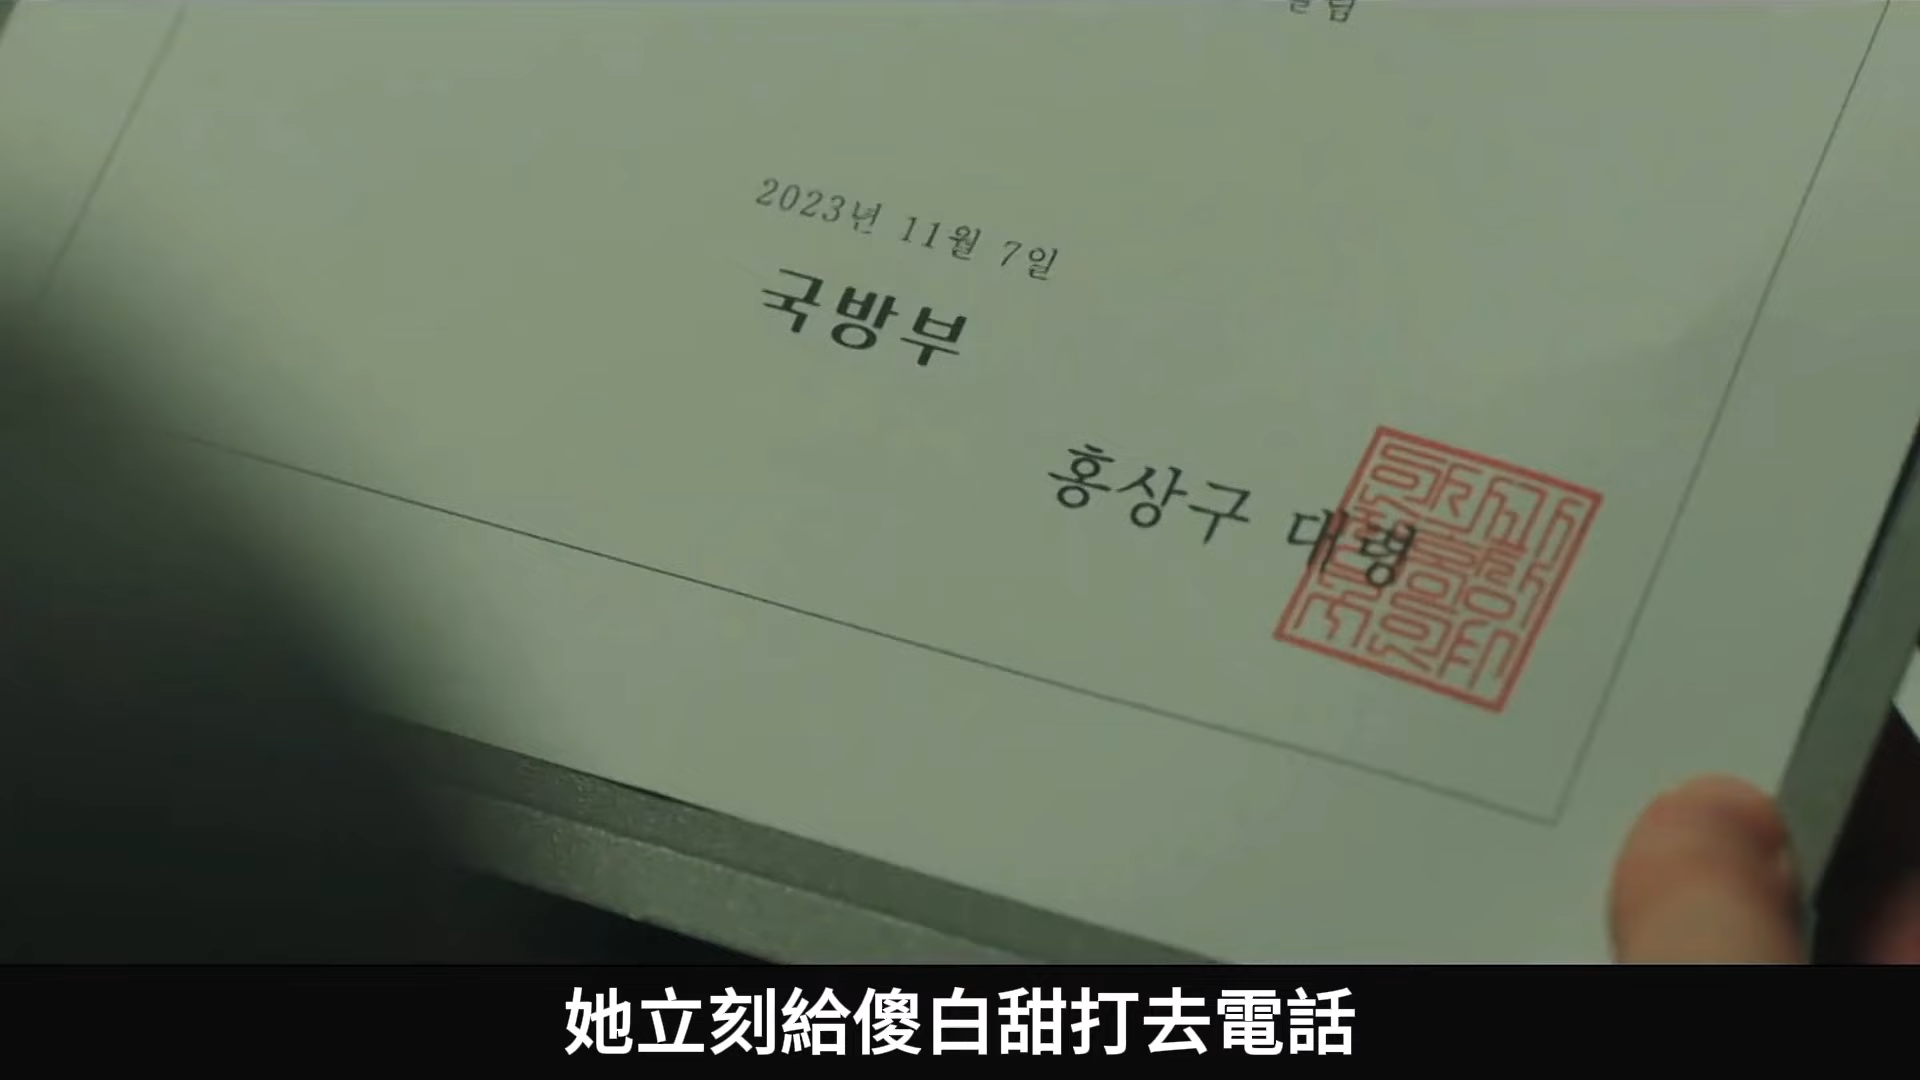 2023년 11월 7일
국방부
홍상구 대령
她立刻給傻白甜打去電話